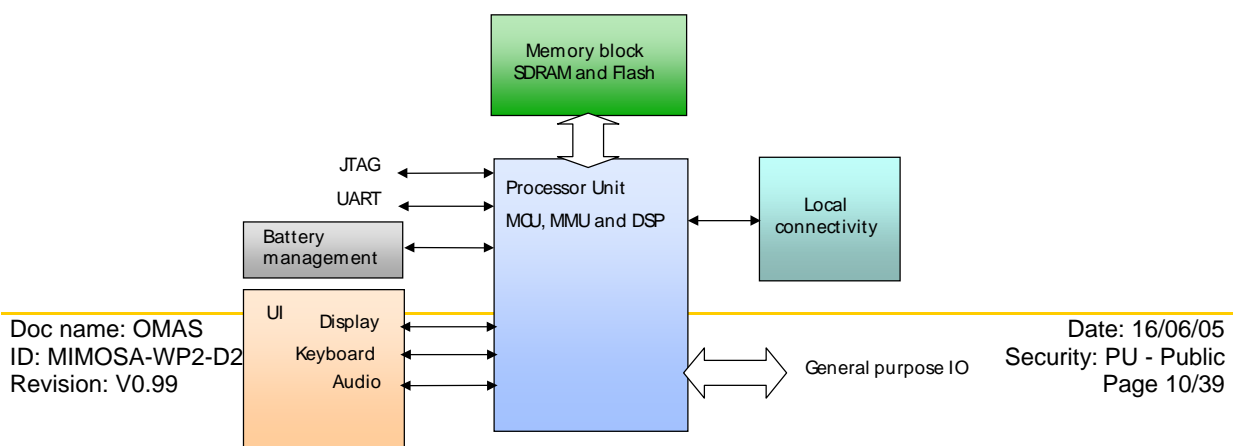 Memory block
SDRAM and Flash
JTAG
UART
Processor Unit
MCU, MMU and DSP
Local
connectivity
Battery
management
UI
Display
Keyboard
Audio
General purpose IO
Doc name: OMAS
ID: MIMOSA-WP2-D2
Revision: V0.99
Date: 16/06/05
Security: PU - Public
Page 10/39